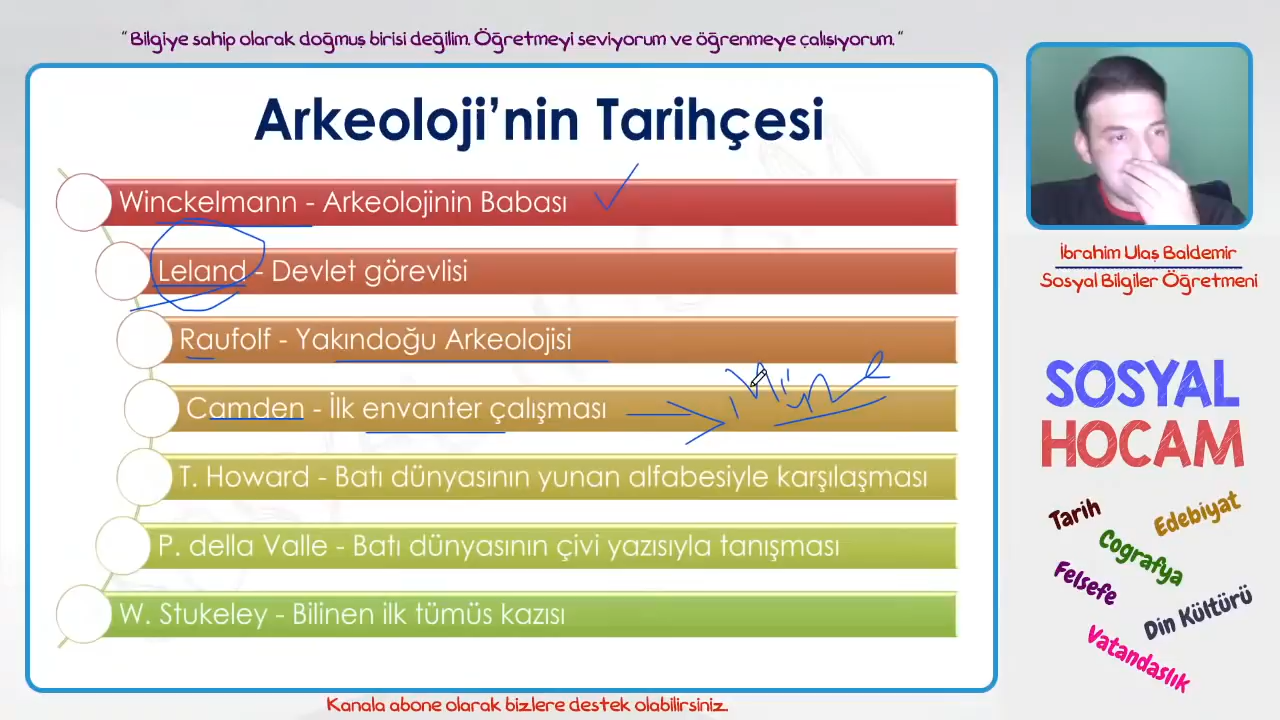 “Bilgiye sahip olarak doğmuş birisi değilim. Öğretmeyi seviyorum ve öğrenmeye çalışıyorum.”
Arkeoloji’nin Tarihçesi
Winckelmann - Arkeolojinin Babası
Leland - Devlet görevlisi
Raufolf - Yakındoğu Arkeolojisi
Camden - İlk envanter çalışması
T. Howard - Batı dünyasının yunan alfabesiyle karşılaşması
P. della Valle - Batı dünyasının çivi yazısıyla tanışması
W. Stukeley - Bilinen ilk tümüs kazısı
İbrahim Ulaş Baldemir
Sosyal Bilgiler Öğretmeni
SOSYAL
HOCAM
Tarih
Edebiyat
Cografya
Felsefe
Din Kültürü
Vatandaslık
Kanala abone olarak bizlere destek olabilirsiniz.